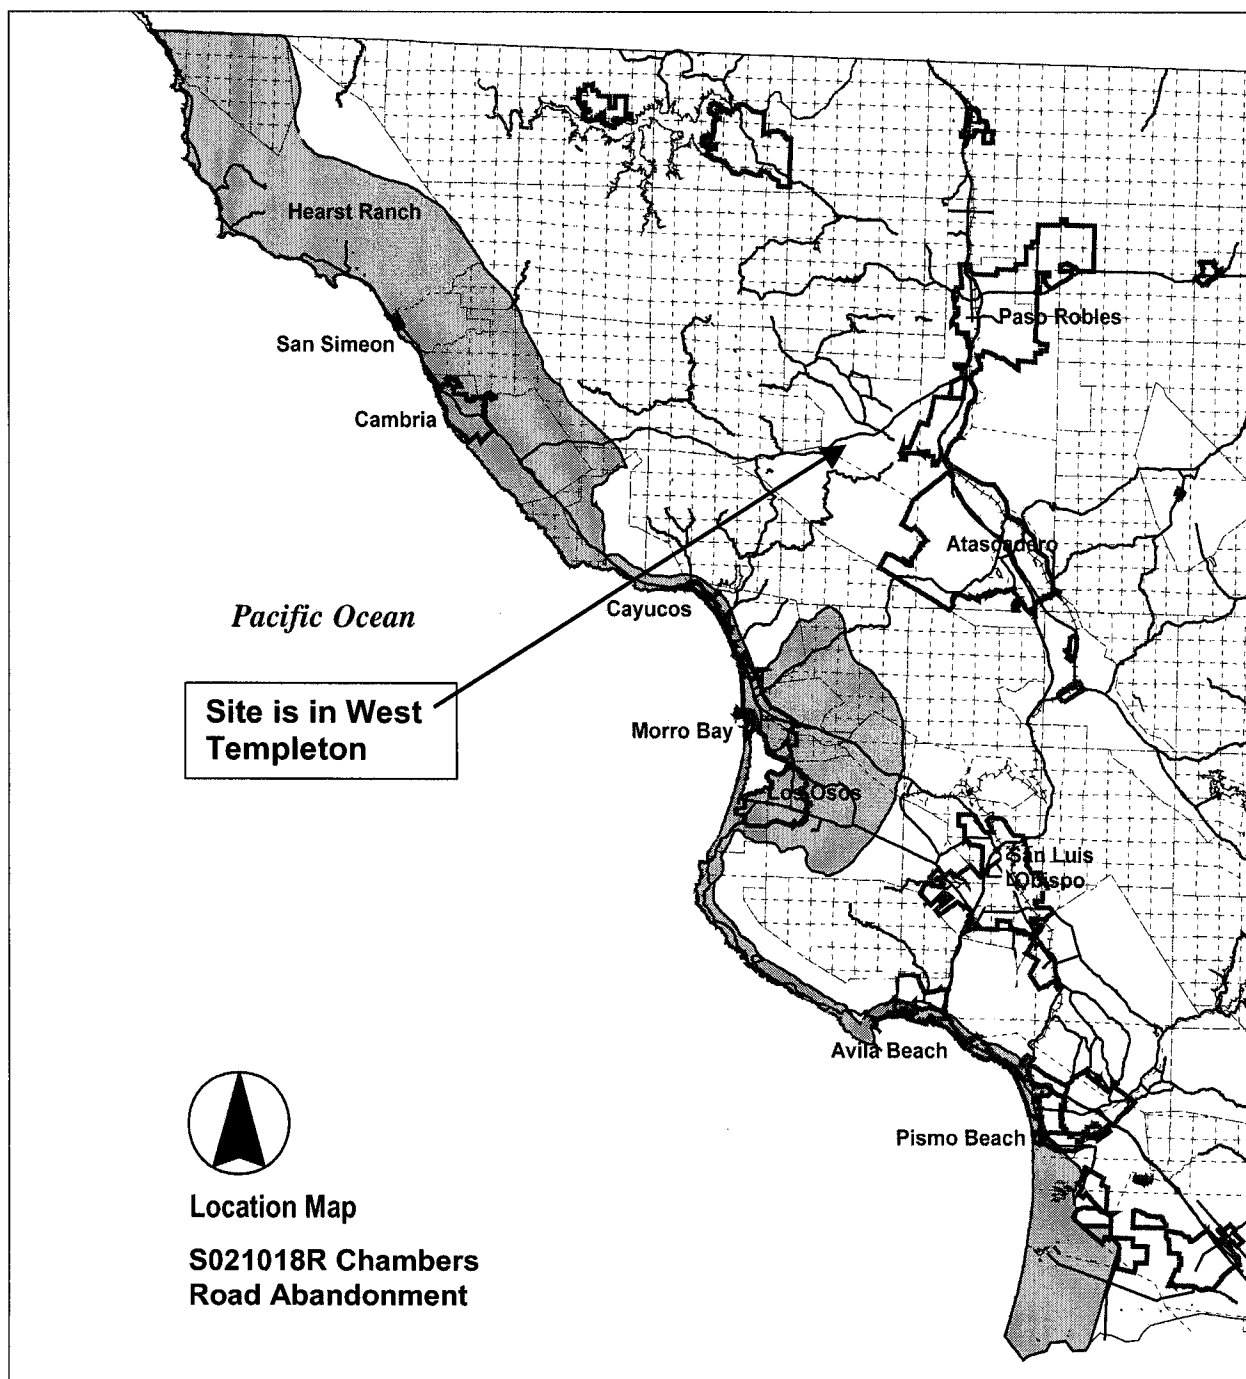 Hearst Ranch
Paso Robles
San Simeon
Cambria
Atascadero
Cayucos
Pacific Ocean
Site is in West
Templeton
Morro Bay
Los Osos
San Luis
Obispo
Avila Beach
Pismo Beach
Location Map
S021018R Chambers
Road Abandonment